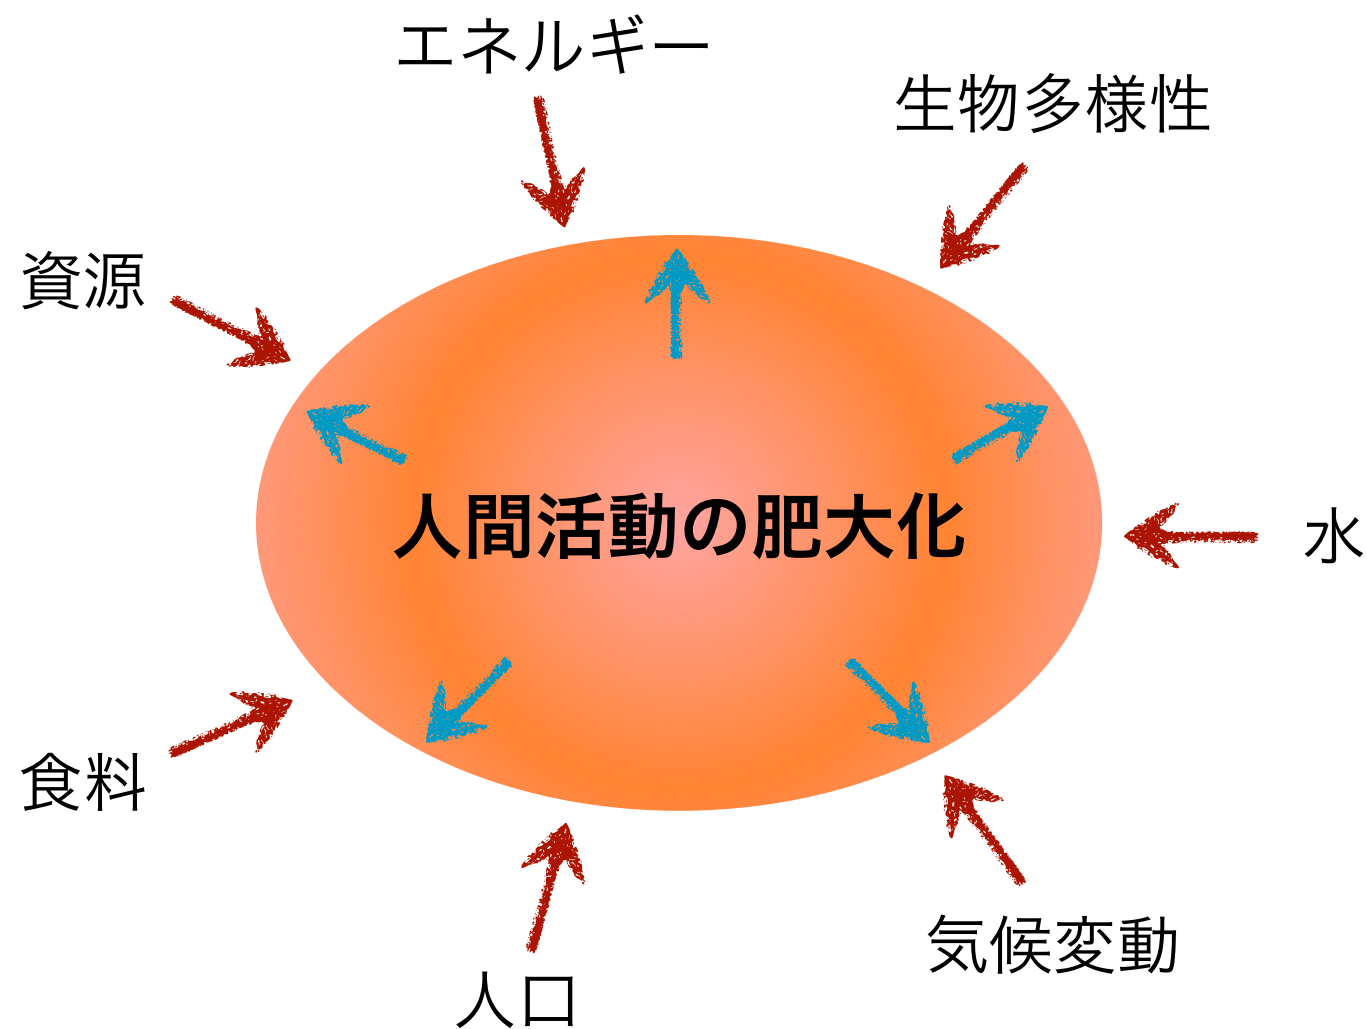 エネルギー
生物多様性
資源
人間活動の肥大化
水
食料
気候変動
人口